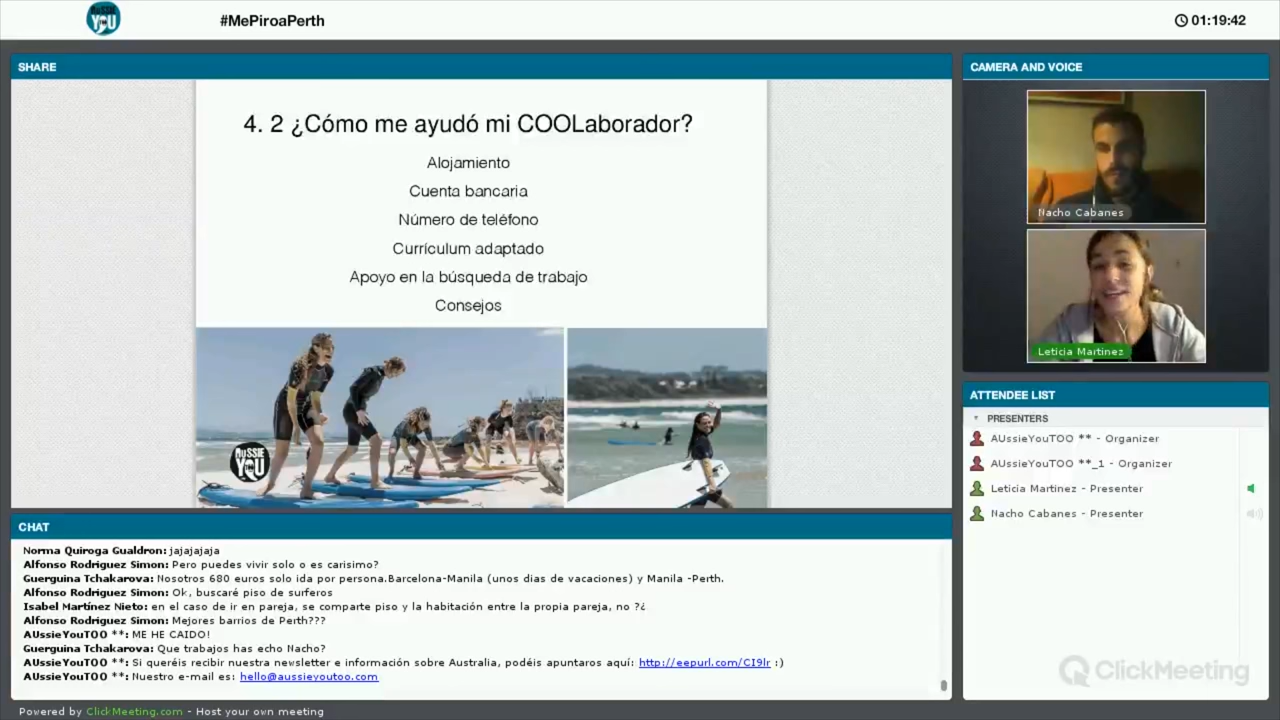 AUSSIE
YOU
TOO
#MePiroaPerth
01:19:42
SHARE
4. 2 ¿Cómo me ayudó mi COOLaborador?
Alojamiento
Cuenta bancaria
Número de teléfono
Currículum adaptado
Apoyo en la búsqueda de trabajo
Consejos
AUSSIE
YOU
CAMERA AND VOICE
Nacho Cabanes
Leticia Martinez
ATTENDEE LIST
PRESENTERS
AUssieYouTOO ** - Organizer
AUssieYouTOO **_1 - Organizer
Leticia Martinez - Presenter
Nacho Cabanes - Presenter
ClickMeeting
CHAT
Norma Quiroga Gualdron: jajajajaja
Alfonso Rodriguez Simon: Pero puedes vivir solo o es carisimo?
Guerguina Tchakarova: Nosotros 680 euros solo ida por persona.Barcelona-Manila (unos dias de vacaciones) y Manila -Perth.
Alfonso Rodriguez Simon: Ok, buscaré piso de surferos
Isabel Martínez Nieto: en el caso de ir en pareja, se comparte piso y la habitación entre la propia pareja, no ?¿
Alfonso Rodriguez Simon: Mejores barrios de Perth???
AUssieYouTOO **: ME HE CAIDO!
Guerguina Tchakarova: Que trabajos has echo Nacho?
AUssieYouTOO **: Si queréis recibir nuestra newsletter e información sobre Australia, podéis apuntaros aquí: http://eepurl.com/CI9lr :)
AUssieYouTOO **: Nuestro e-mail es: hello@aussieyoutoo.com
Powered by ClickMeeting.com - Host your own meeting